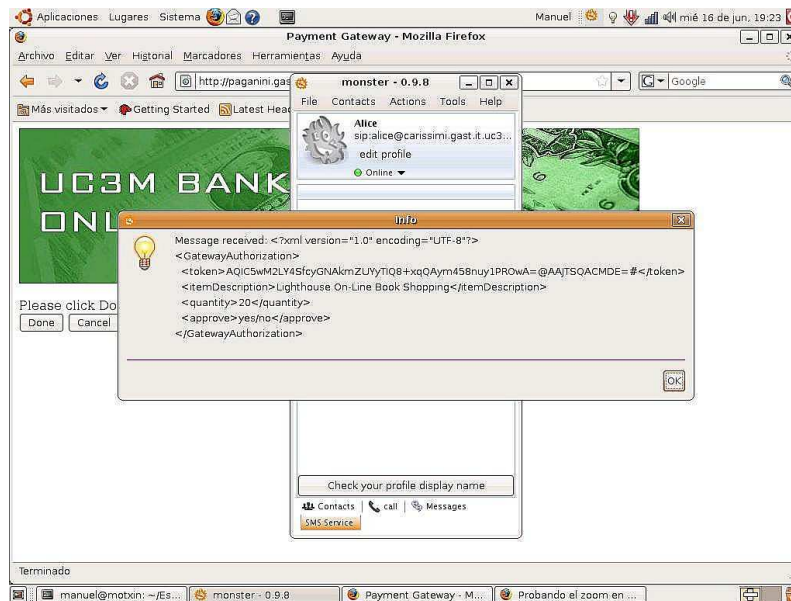 Aplicaciones Lugares Sistema
Manuel
mié 16 de jun, 19:23
Payment Gateway - Mozilla Firefox
Archivo Editar Ver Historial Marcadores Herramientas Ayuda
http://paganini.gas
Google
Más visitados
Getting Started
Latest Head
UC3M BANK
ONL
Please click Do
Done
Cancel
monster - 0.9.8
File Contacts Actions Tools Help
Alice
sip:alice@carissimi.gast.it.uc3...
edit profile
Online
Info
Message received: <?xml version="1.0" encoding="UTF-8"?>
<GatewayAuthorization>
<token>AQIC5wM2LY4SfcyGNAkmZUYyTiQ8+xqQAym458nuy1PROwA=@AAJTSQACMDE=#</token>
<itemDescription>Lighthouse On-Line Book Shopping</itemDescription>
<quantity>20</quantity>
<approve>yes/no</approve>
</GatewayAuthorization>
OK
Check your profile display name
Contacts
call
Messages
SMS Service
Terminado
manuel@motxin: ~/Es...
monster - 0.9.8
Payment Gateway - M...
Probando el zoom en ...